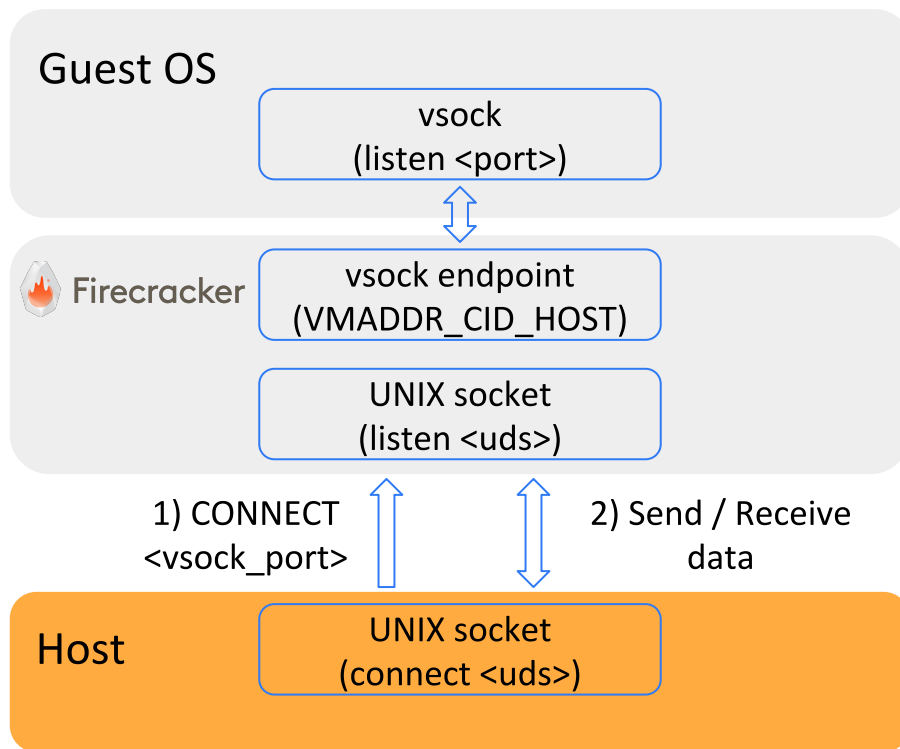 Guest OS
vsock
(listen <port>)
Firecracker
vsock endpoint
(VMADDR_CID_HOST)
UNIX socket
(listen <uds>)
1) CONNECT
<vsock_port>
2) Send / Receive
data
Host
UNIX socket
(connect <uds>)